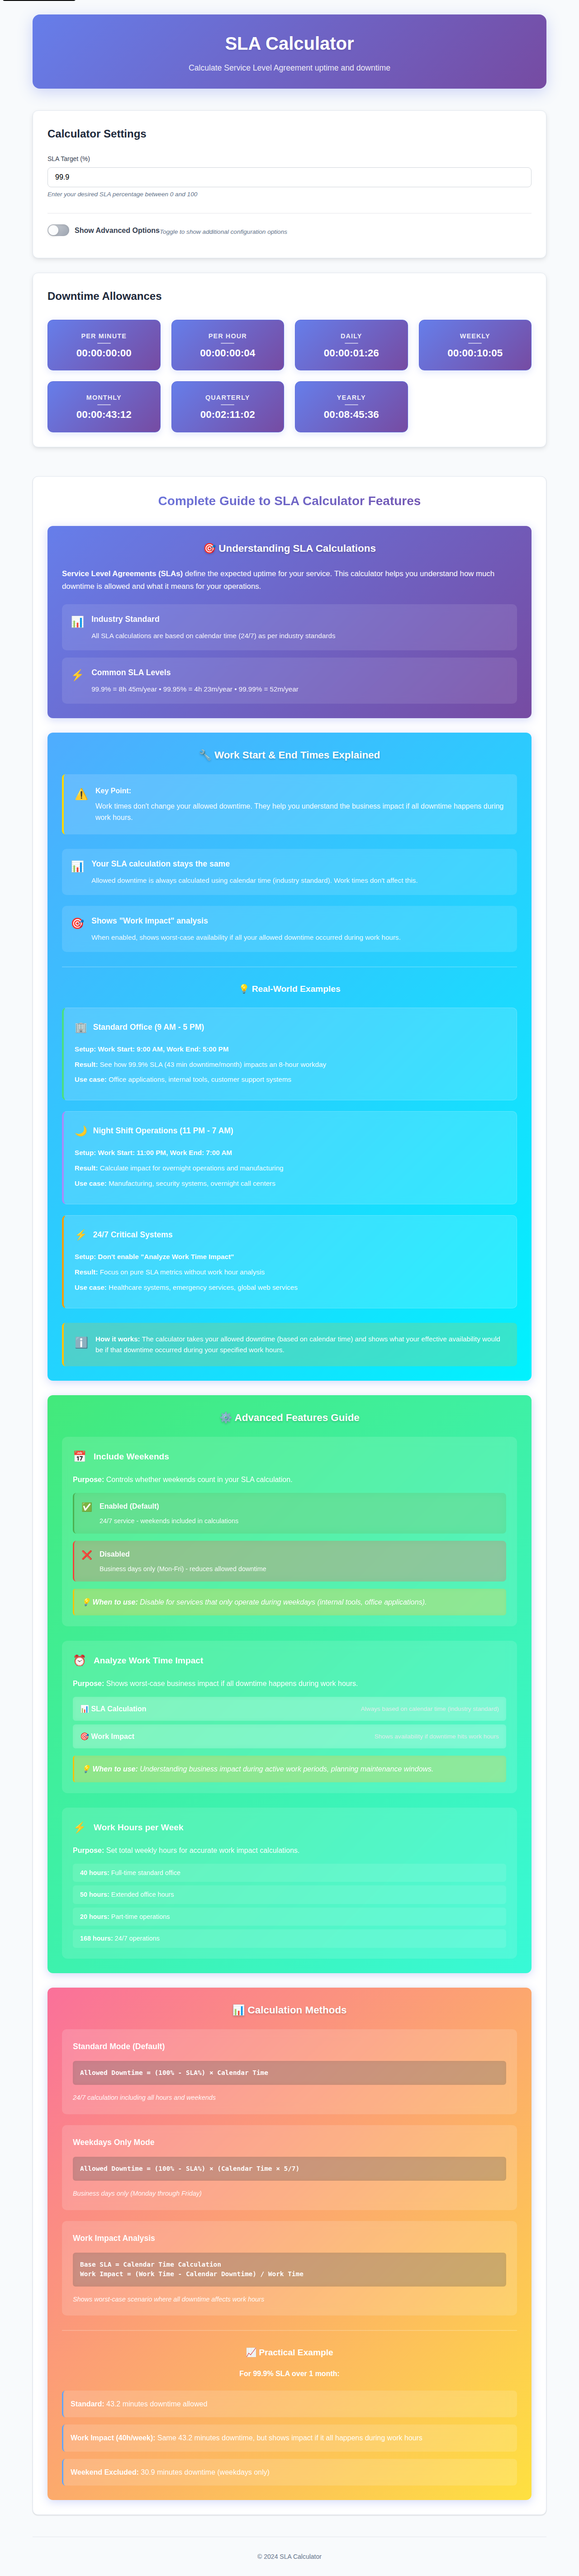 SLA Calculator
Calculate Service Level Agreement uptime and downtime
Calculator Settings
SLA Target (%)
99.9
Enter your desired SLA percentage between 0 and 100
Show Advanced Options Toggle to show additional configuration options
Downtime Allowances
PER MINUTE
00:00:00:00
PER HOUR
00:00:00:04
DAILY
00:00:01:26
WEEKLY
00:00:10:05
MONTHLY
00:00:43:12
QUARTERLY
00:02:11:02
YEARLY
00:08:45:36
Complete Guide to SLA Calculator Features
🎯 Understanding SLA Calculations
Service Level Agreements (SLAs) define the expected uptime for your service. This calculator helps you understand how much
downtime is allowed and what it means for your operations.
📊 Industry Standard
All SLA calculations are based on calendar time (24/7) as per industry standards
⚡ Common SLA Levels
99.9% = 8h 45m/year • 99.95% = 4h 23m/year • 99.99% = 52m/year
🔧 Work Start & End Times Explained
⚠️ Key Point:
Work times don't change your allowed downtime. They help you understand the business impact if all downtime happens during
work hours.
📊 Your SLA calculation stays the same
Allowed downtime is always calculated using calendar time (industry standard). Work times don't affect this.
🎯 Shows "Work Impact" analysis
When enabled, shows worst-case availability if all your allowed downtime occurred during work hours.
💡 Real-World Examples
🏢 Standard Office (9 AM - 5 PM)
Setup: Work Start: 9:00 AM, Work End: 5:00 PM
Result: See how 99.9% SLA (43 min downtime/month) impacts an 8-hour workday
Use case: Office applications, internal tools, customer support systems
🌙 Night Shift Operations (11 PM - 7 AM)
Setup: Work Start: 11:00 PM, Work End: 7:00 AM
Result: Calculate impact for overnight operations and manufacturing
Use case: Manufacturing, security systems, overnight call centers
⚡ 24/7 Critical Systems
Setup: Don't enable "Analyze Work Time Impact"
Result: Focus on pure SLA metrics without work hour analysis
Use case: Healthcare systems, emergency services, global web services
ℹ️ How it works: The calculator takes your allowed downtime (based on calendar time) and shows what your effective availability would
be if that downtime occurred during your specified work hours.
⚙️ Advanced Features Guide
📅 Include Weekends
Purpose: Controls whether weekends count in your SLA calculation.
✅ Enabled (Default)
24/7 service - weekends included in calculations
❌ Disabled
Business days only (Mon-Fri) - reduces allowed downtime
💡 When to use: Disable for services that only operate during weekdays (internal tools, office applications).
⏰ Analyze Work Time Impact
Purpose: Shows worst-case business impact if all downtime happens during work hours.
📊 SLA Calculation Always based on calendar time (industry standard)
🎯 Work Impact Shows availability if downtime hits work hours
💡 When to use: Understanding business impact during active work periods, planning maintenance windows.
⚡ Work Hours per Week
Purpose: Set total weekly hours for accurate work impact calculations.
40 hours: Full-time standard office
50 hours: Extended office hours
20 hours: Part-time operations
168 hours: 24/7 operations
📊 Calculation Methods
Standard Mode (Default)
Allowed Downtime = (100% - SLA%) × Calendar Time
24/7 calculation including all hours and weekends
Weekdays Only Mode
Allowed Downtime = (100% - SLA%) × (Calendar Time × 5/7)
Business days only (Monday through Friday)
Work Impact Analysis
Base SLA = Calendar Time Calculation
Work Impact = (Work Time - Calendar Downtime) / Work Time
Shows worst-case scenario where all downtime affects work hours
📈 Practical Example
For 99.9% SLA over 1 month:
Standard: 43.2 minutes downtime allowed
Work Impact (40h/week): Same 43.2 minutes downtime, but shows impact if it all happens during work hours
Weekend Excluded: 30.9 minutes downtime (weekdays only)
© 2024 SLA Calculator